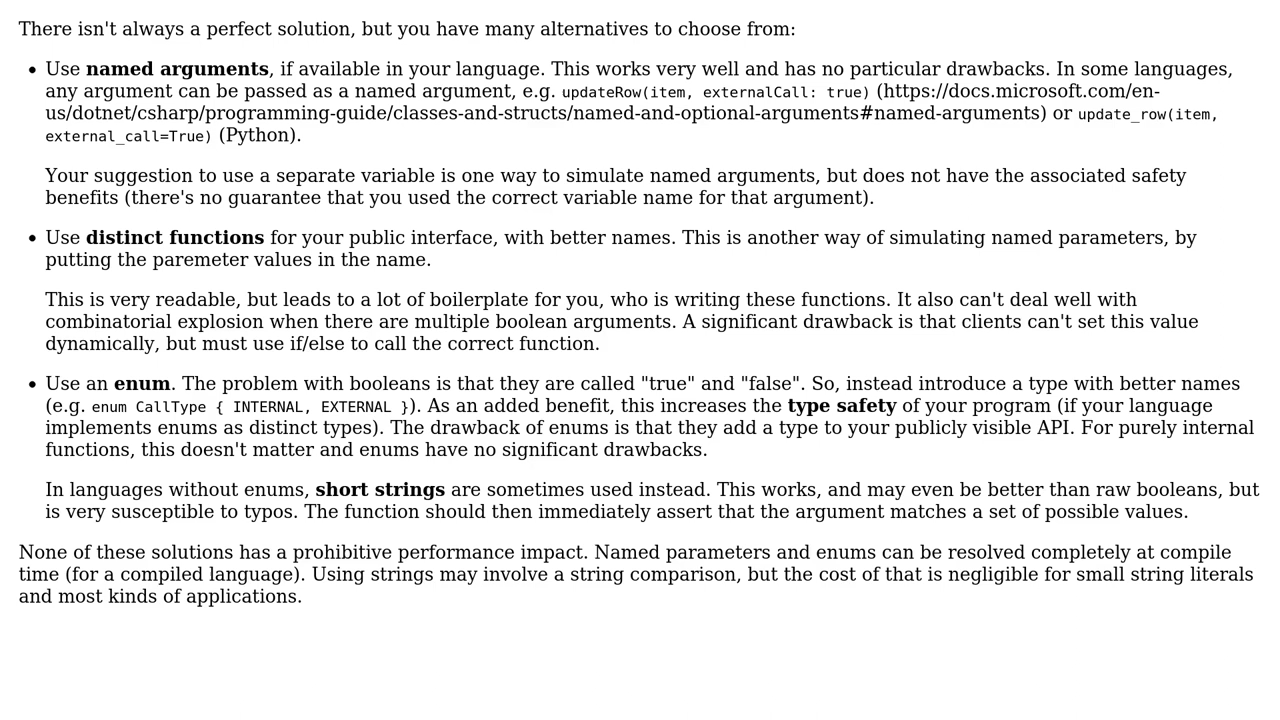 There isn't always a perfect solution, but you have many alternatives to choose from:
• Use named arguments, if available in your language. This works very well and has no particular drawbacks. In some languages,
any argument can be passed as a named argument, e.g. updateRow(item, externalCall: true) (https://docs.microsoft.com/en-
us/dotnet/csharp/programming-guide/classes-and-structs/named-and-optional-arguments#named-arguments) or update_row(item,
external_call=True) (Python).
Your suggestion to use a separate variable is one way to simulate named arguments, but does not have the associated safety
benefits (there's no guarantee that you used the correct variable name for that argument).
• Use distinct functions for your public interface, with better names. This is another way of simulating named parameters, by
putting the paremeter values in the name.
This is very readable, but leads to a lot of boilerplate for you, who is writing these functions. It also can't deal well with
combinatorial explosion when there are multiple boolean arguments. A significant drawback is that clients can't set this value
dynamically, but must use if/else to call the correct function.
• Use an enum. The problem with booleans is that they are called "true" and "false". So, instead introduce a type with better names
(e.g. enum CallType { INTERNAL, EXTERNAL }). As an added benefit, this increases the type safety of your program (if your language
implements enums as distinct types). The drawback of enums is that they add a type to your publicly visible API. For purely internal
functions, this doesn't matter and enums have no significant drawbacks.
In languages without enums, short strings are sometimes used instead. This works, and may even be better than raw booleans, but
is very susceptible to typos. The function should then immediately assert that the argument matches a set of possible values.
None of these solutions has a prohibitive performance impact. Named parameters and enums can be resolved completely at compile
time (for a compiled language). Using strings may involve a string comparison, but the cost of that is negligible for small string literals
and most kinds of applications.